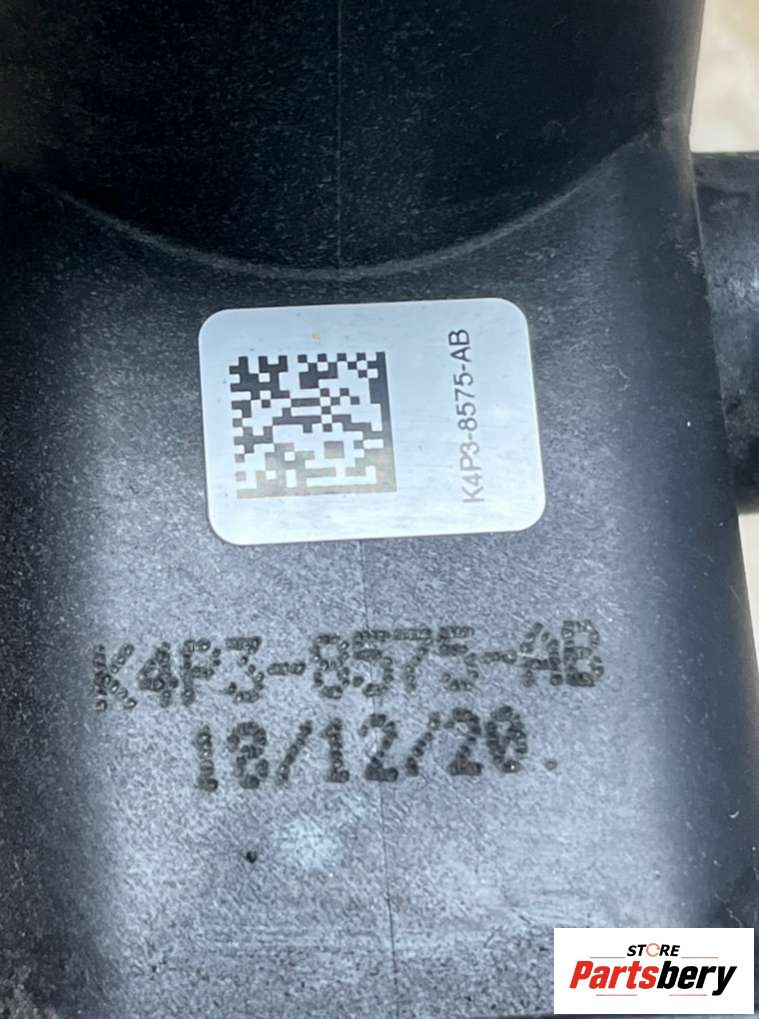 K4P3-8575-AB
K4P3-8575-AB
18/12/20.
STORE
Partsbery